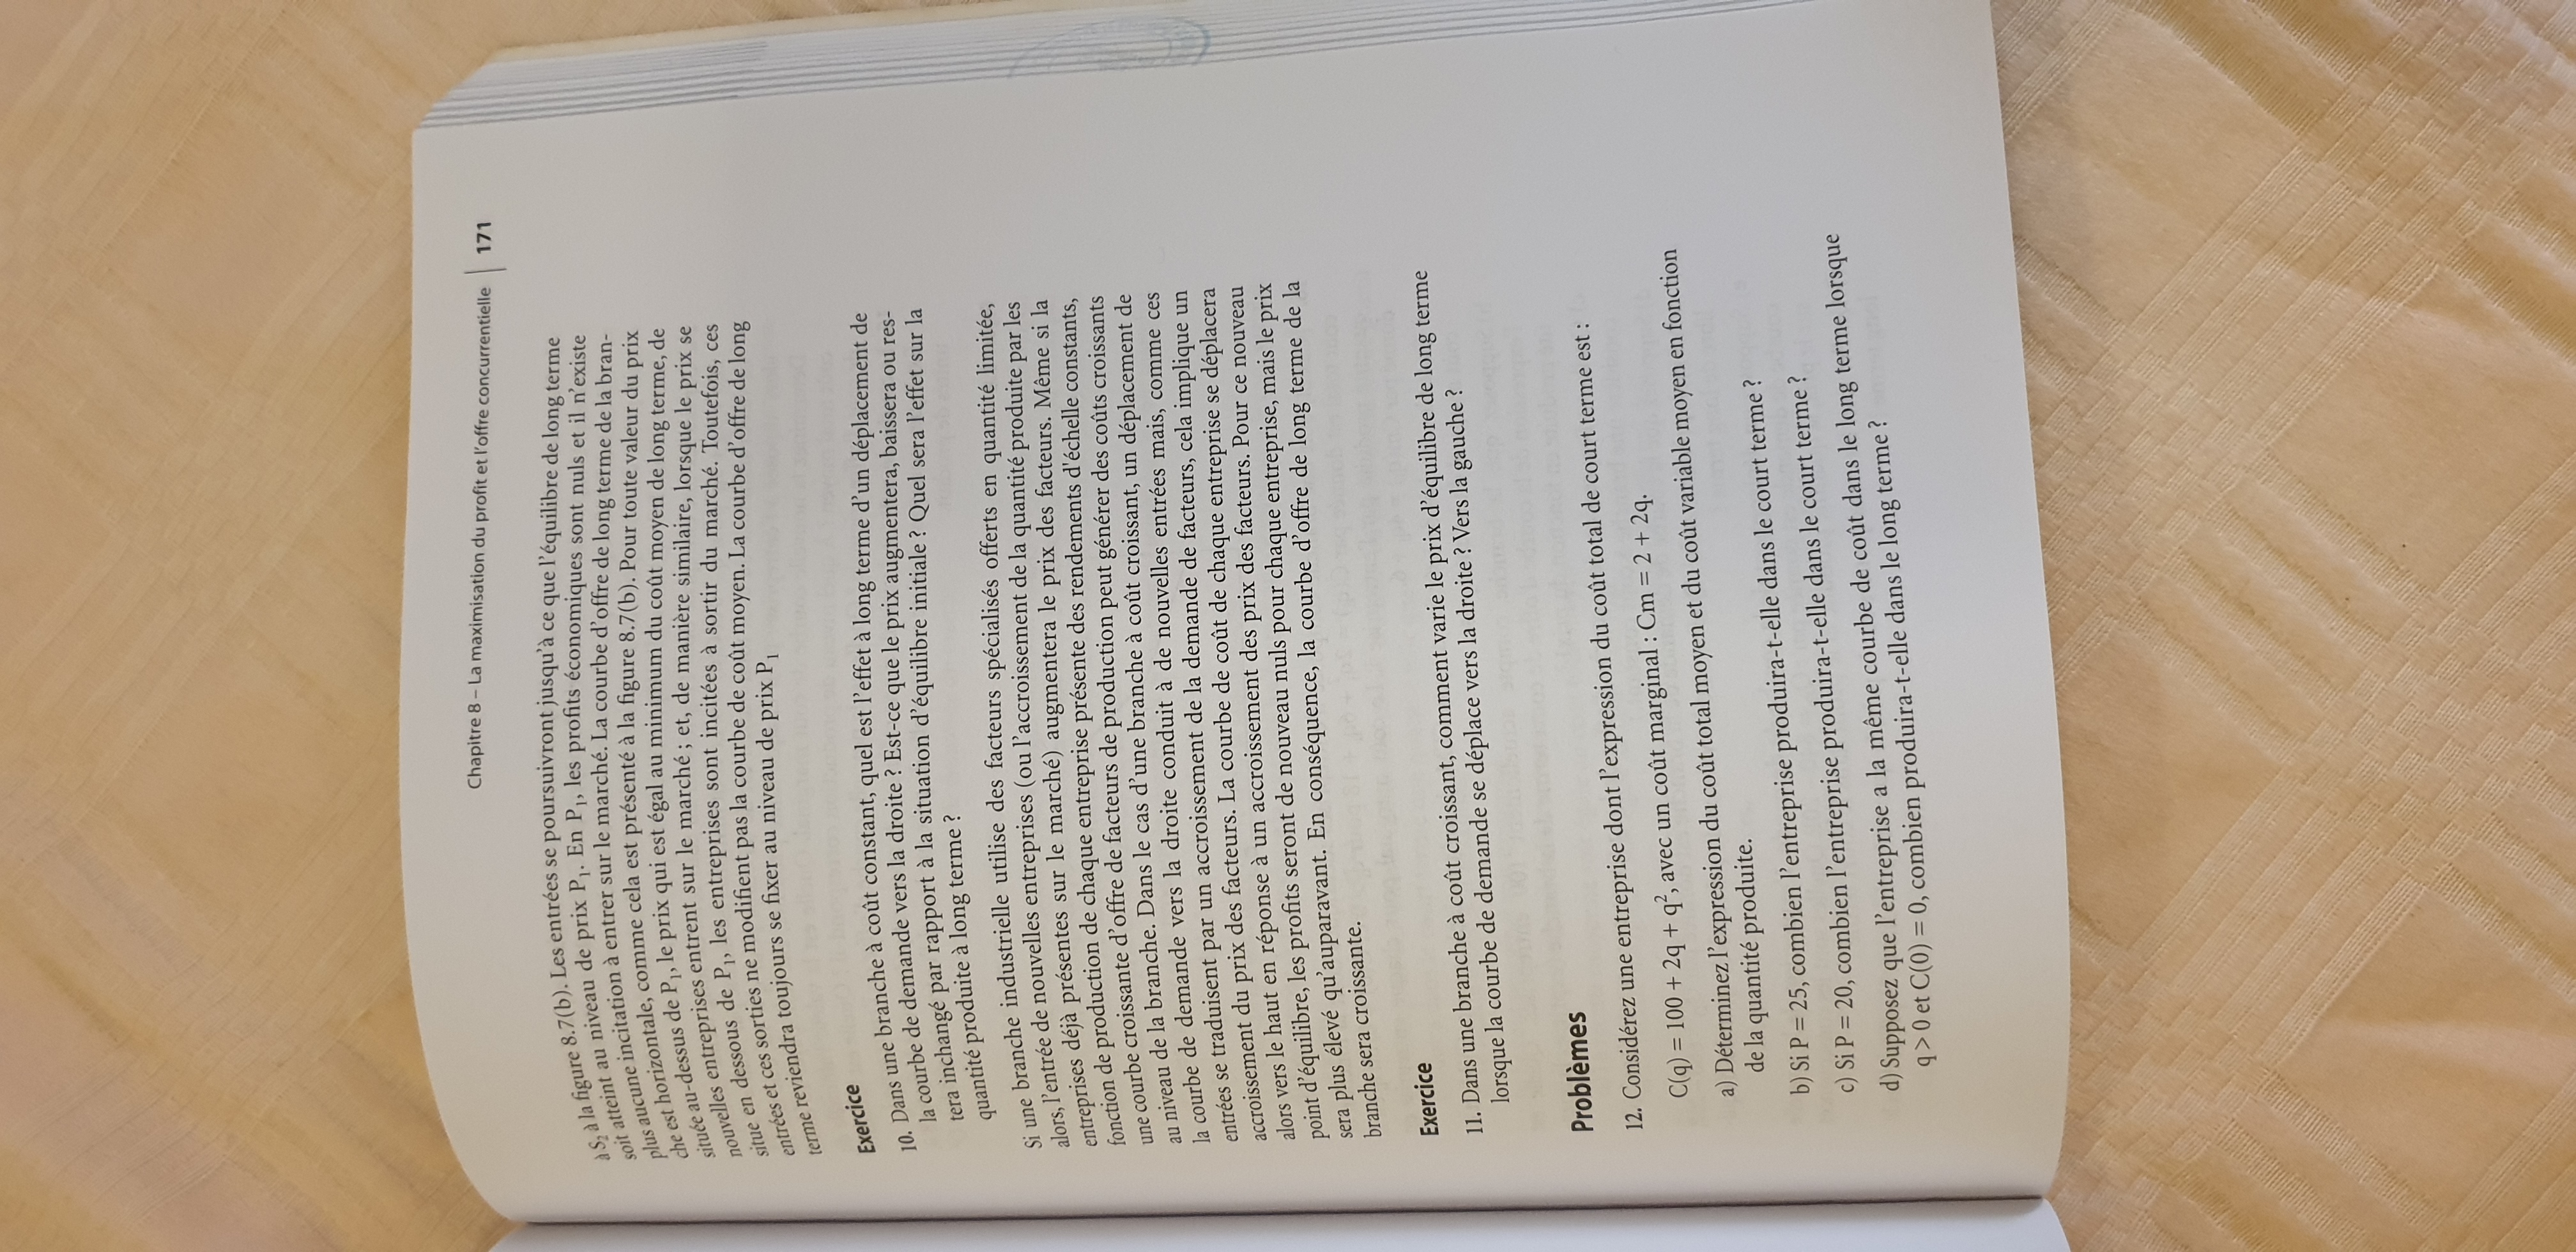 Chapitre 8 – La maximisation du profit et l'offre concurrentielle | 171
à S₂ à la figure 8.7(b). Les entrées se poursuivront jusqu'à ce que l'équilibre de long terme
soit atteint au niveau de prix P₁. En P₁, les profits économiques sont nuls et il n'existe
plus aucune incitation à entrer sur le marché. La courbe d'offre de long terme de la bran-
che est horizontale, comme cela est présenté à la figure 8.7(b). Pour toute valeur du prix
située au-dessus de P₁, le prix qui est égal au minimum du coût moyen de long terme, de
nouvelles entreprises entrent sur le marché ; et, de manière similaire, lorsque le prix se
situe en dessous de P₁, les entreprises sont incitées à sortir du marché. Toutefois, ces
entrées et ces sorties ne modifient pas la courbe de coût moyen. La courbe d'offre de long
terme reviendra toujours se fixer au niveau de prix P₁
Exercice
10. Dans une branche à coût constant, quel est l'effet à long terme d'un déplacement de
la courbe de demande vers la droite ? Est-ce que le prix augmentera, baissera ou res-
tera inchangé par rapport à la situation d'équilibre initiale ? Quel sera l'effet sur la
quantité produite à long terme ?
Si une branche industrielle utilise des facteurs spécialisés offerts en quantité limitée,
alors, l'entrée de nouvelles entreprises (ou l'accroissement de la quantité produite par les
entreprises déjà présentes sur le marché) augmentera le prix des facteurs. Même si la
fonction de production de chaque entreprise présente des rendements d'échelle constants,
une courbe croissante d'offre de facteurs de production peut générer des coûts croissants
au niveau de la branche. Dans le cas d'une branche à coût croissant, un déplacement de
la courbe de demande vers la droite conduit à de nouvelles entrées mais, comme ces
entrées se traduisent par un accroissement de la demande de facteurs, cela implique un
accroissement du prix des facteurs. La courbe de coût de chaque entreprise se déplacera
alors vers le haut en réponse à un accroissement des prix des facteurs. Pour ce nouveau
point d'équilibre, les profits seront de nouveau nuls pour chaque entreprise, mais le prix
sera plus élevé qu'auparavant. En conséquence, la courbe d'offre de long terme de la
branche sera croissante.
Exercice
11. Dans une branche à coût croissant, comment varie le prix d'équilibre de long terme
lorsque la courbe de demande se déplace vers la droite ? Vers la gauche ?
Problèmes
12. Considérez une entreprise dont l'expression du coût total de court terme est :
C(q) = 100 + 2q + q², avec un coût marginal : Cm = 2 + 2q.
a) Déterminez l'expression du coût total moyen et du coût variable moyen en fonction
de la quantité produite.
b) Si P = 25, combien l'entreprise produira-t-elle dans le court terme ?
c) Si P = 20, combien l'entreprise produira-t-elle dans le court terme ?
d) Supposez que l'entreprise a la même courbe de coût dans le long terme lorsque
q > 0 et C(0) = 0, combien produira-t-elle dans le long terme ?